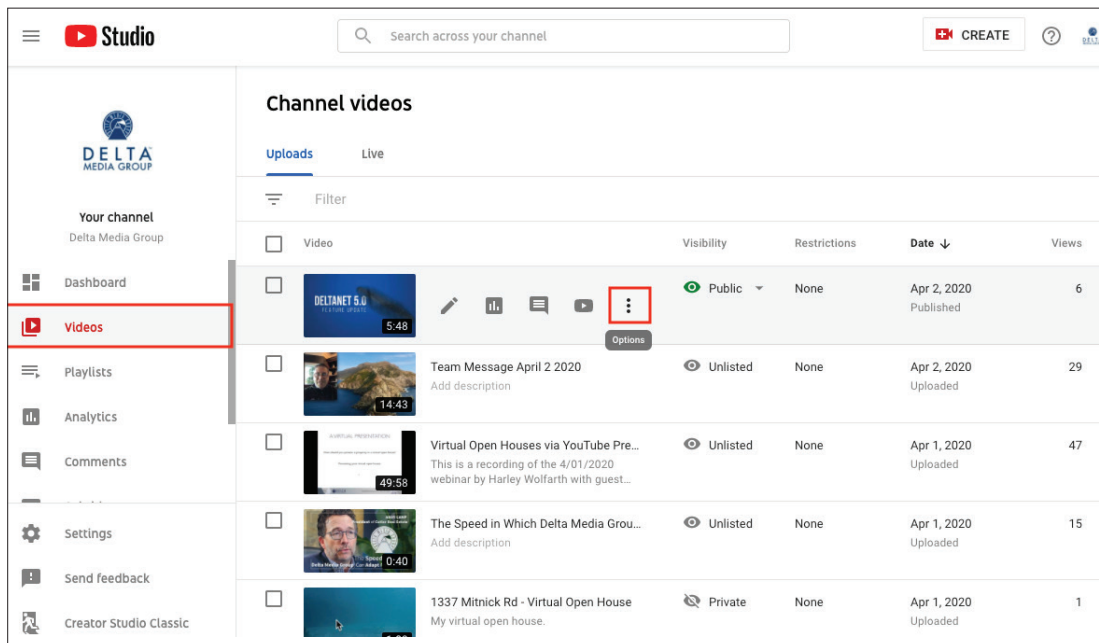 Studio
Search across your channel
CREATE
DELTA
MEDIA GROUP
Your channel
Delta Media Group
Dashboard
Videos
Playlists
Analytics
Comments
Settings
Send feedback
Creator Studio Classic
Channel videos
Uploads Live
Filter
Video Visibility Restrictions Date ↓ Views
DELTANET 5.0
FEATURE UPDATE
5:48
Options
Public None Apr 2, 2020 6
Published
Team Message April 2 2020 Unlisted None Apr 2, 2020 29
Add description Uploaded
14:43
Virtual Open Houses via YouTube Pre... Unlisted None Apr 1, 2020 47
This is a recording of the 4/01/2020 Uploaded
webinar by Harley Wolfarth with guest...
49:58
The Speed in Which Delta Media Grou... Unlisted None Apr 1, 2020 15
Add description Uploaded
0:40
1337 Mitnick Rd - Virtual Open House Private None Apr 1, 2020 1
My virtual open house. Uploaded